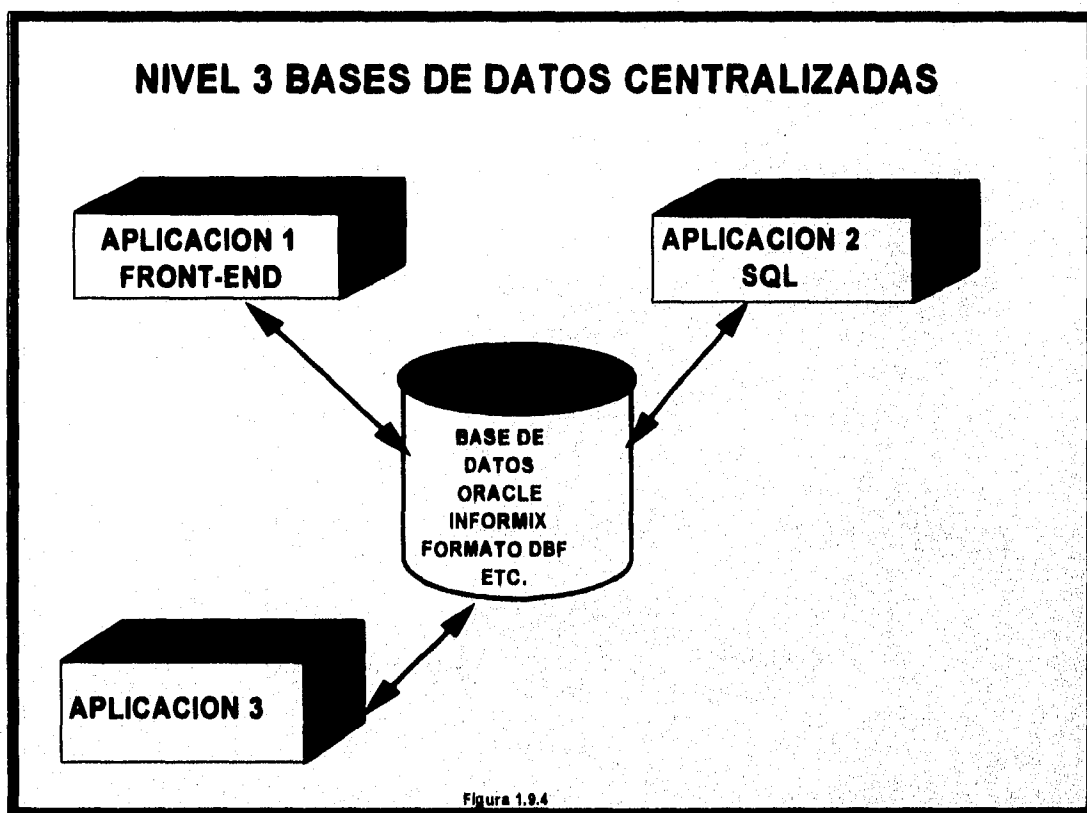 NIVEL 3 BASES DE DATOS CENTRALIZADAS
APLICACION 1
FRONT-END
APLICACION 2
SQL
BASE DE
DATOS
ORACLE
INFORMIX
FORMATO DBF
ETC.
APLICACION 3
Figura 1.9.4